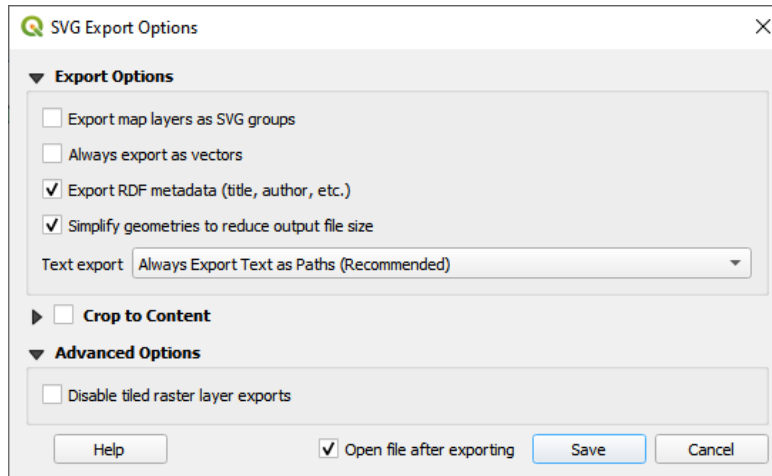 SVG Export Options
Export Options
Export map layers as SVG groups
Always export as vectors
Export RDF metadata (title, author, etc.)
Simplify geometries to reduce output file size
Text export Always Export Text as Paths (Recommended)
Crop to Content
Advanced Options
Disable tiled raster layer exports
Help Open file after exporting Save Cancel